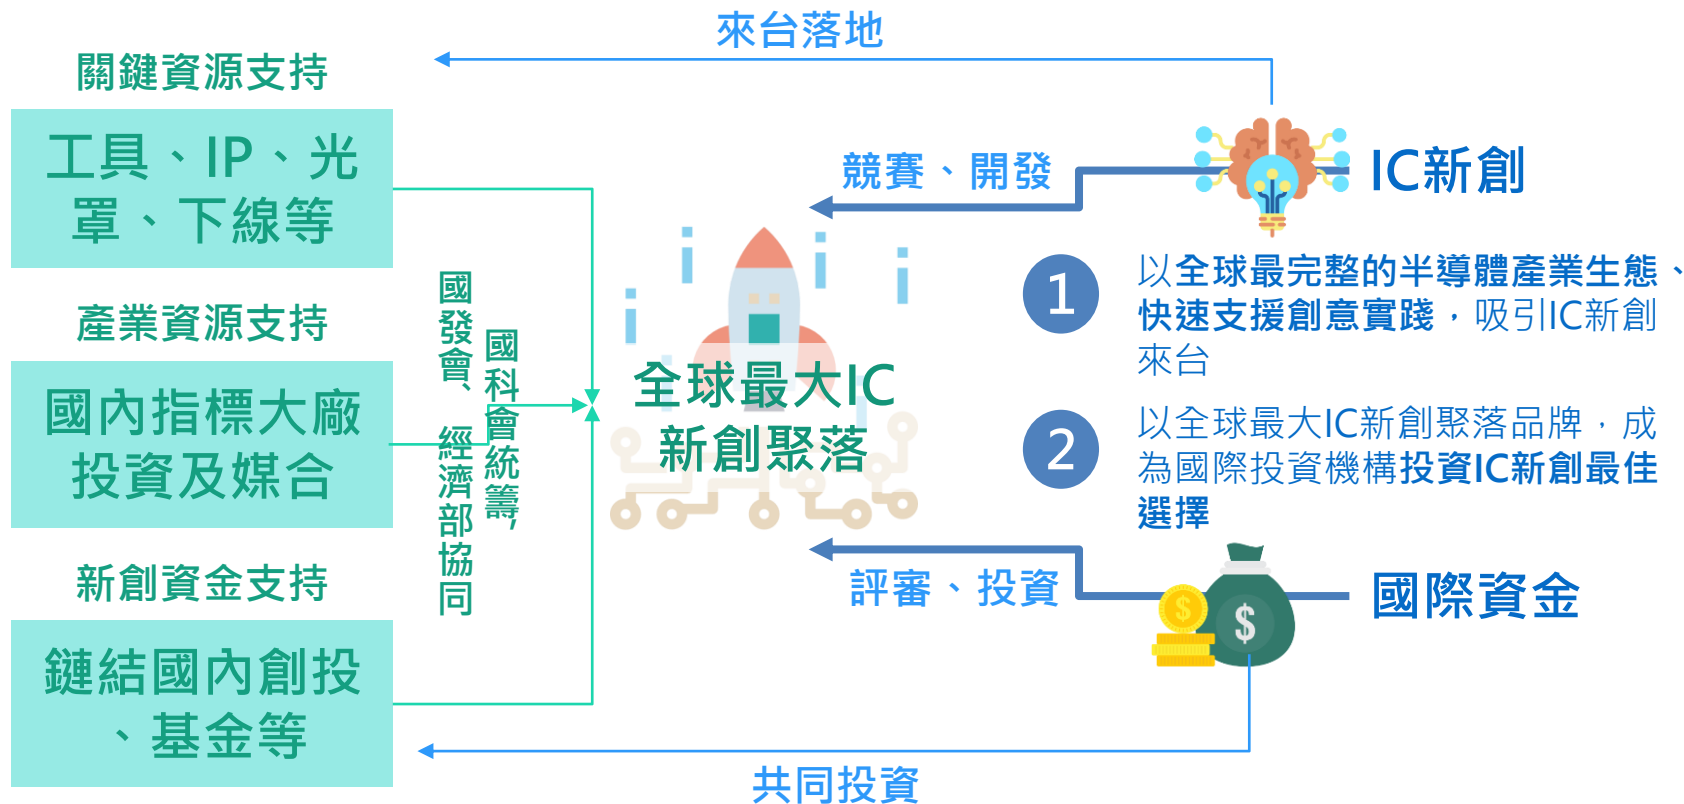 來台落地
關鍵資源支持
工具、IP、光
罩、下線等
產業資源支持
國內指標大廠
投資及媒合
新創資金支持
鏈結國內創投
、基金等
國科會統籌,
國發會、經濟部協同
全球最大IC
新創聚落
競賽、開發
IC新創
1
以全球最完整的半導體產業生態、
快速支援創意實踐，吸引IC新創
來台
2
以全球最大IC新創聚落品牌，成
為國際投資機構投資IC新創最佳
選擇
評審、投資
國際資金
$
$
共同投資